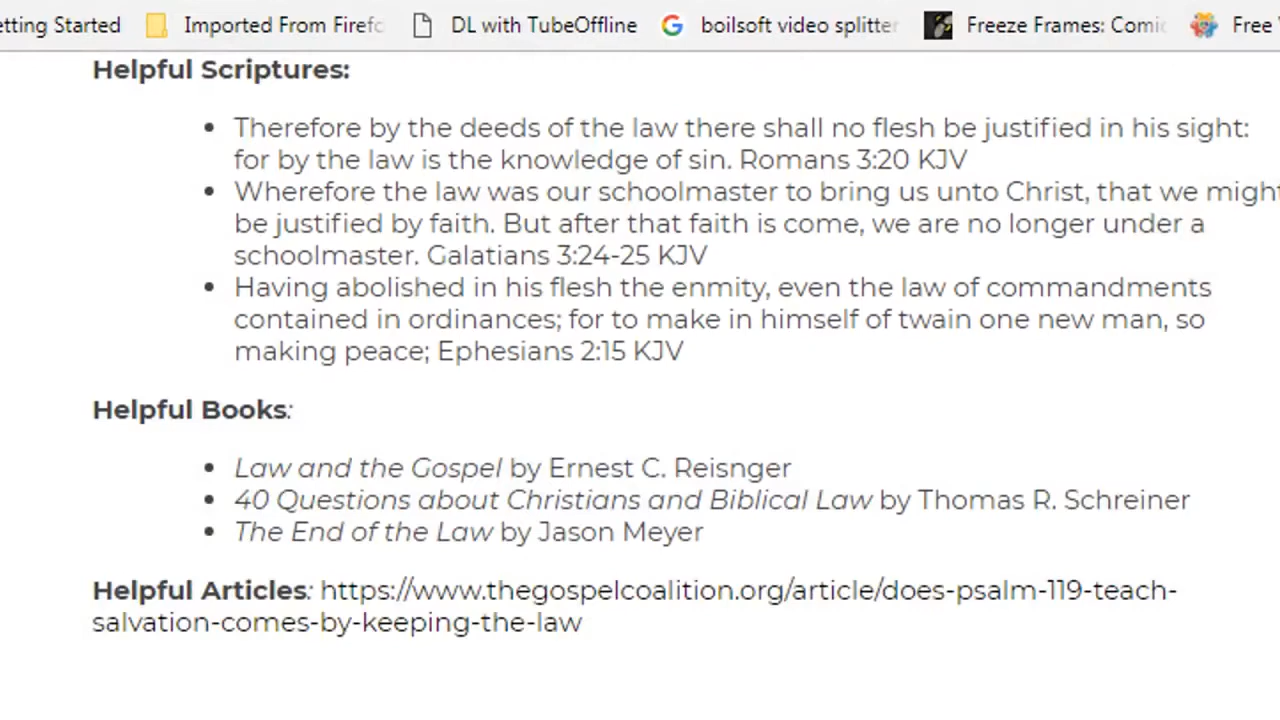 etting Started Imported From Firefc DL with TubeOffline boilsoft video splitter Freeze Frames: Comic Free
Helpful Scriptures:
• Therefore by the deeds of the law there shall no flesh be justified in his sight:
for by the law is the knowledge of sin. Romans 3:20 KJV
• Wherefore the law was our schoolmaster to bring us unto Christ, that we might
be justified by faith. But after that faith is come, we are no longer under a
schoolmaster. Galatians 3:24-25 KJV
• Having abolished in his flesh the enmity, even the law of commandments
contained in ordinances; for to make in himself of twain one new man, so
making peace; Ephesians 2:15 KJV
Helpful Books:
• Law and the Gospel by Ernest C. Reisnger
• 40 Questions about Christians and Biblical Law by Thomas R. Schreiner
• The End of the Law by Jason Meyer
Helpful Articles: https://www.thegospelcoalition.org/article/does-psalm-119-teach-
salvation-comes-by-keeping-the-law